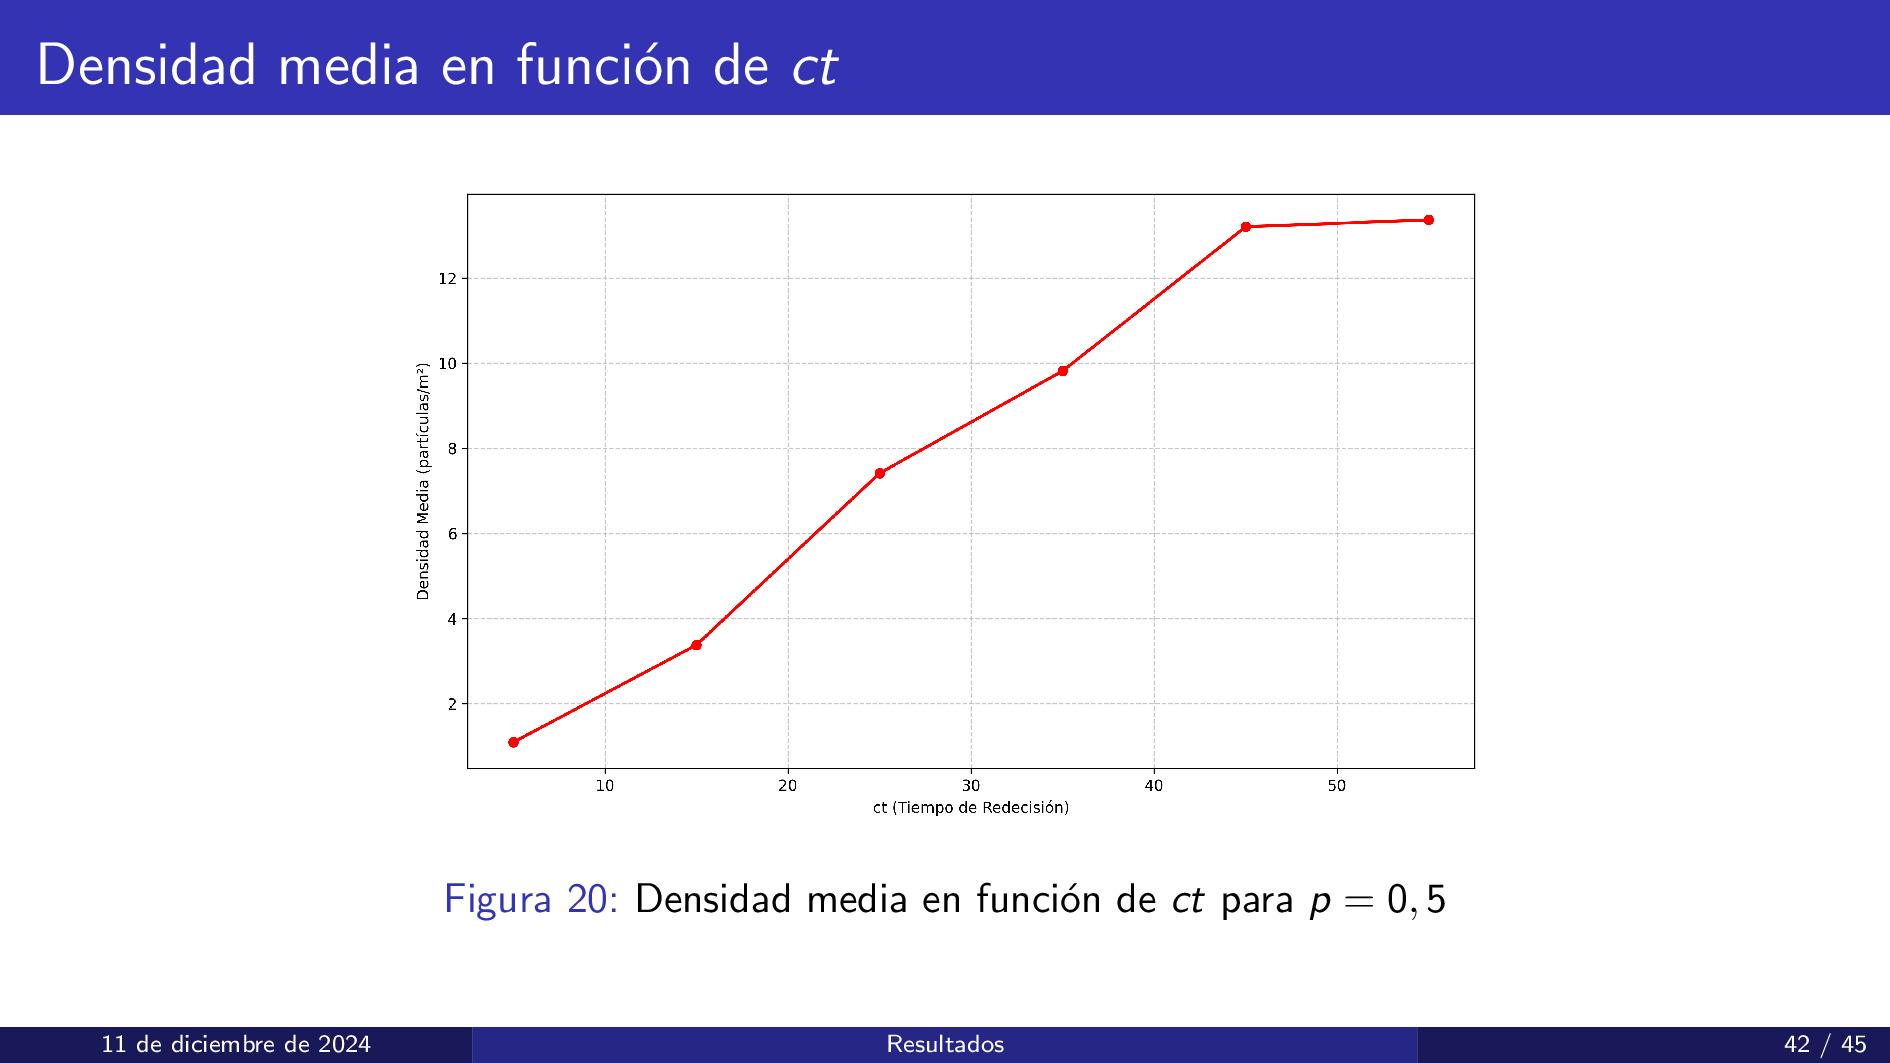 Densidad media en función de ct
12
10
8
6
4
2
Densidad Media (partículas/m²)
10 20 30 40 50
ct (Tiempo de Redecisión)
Figura 20: Densidad media en función de ct para p = 0, 5
11 de diciembre de 2024 Resultados 42 / 45